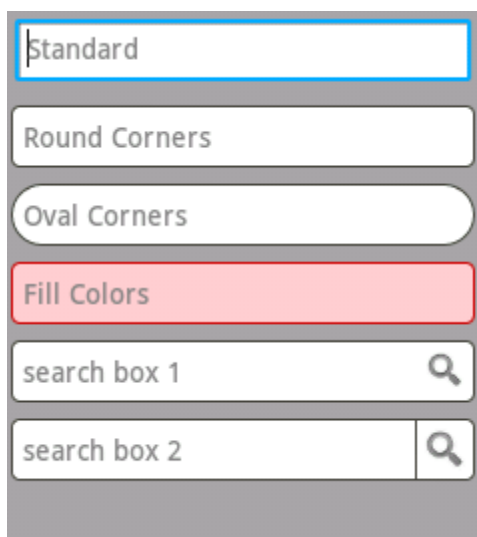 Standard
Round Corners
Oval Corners
Fill Colors
search box 1
search box 2